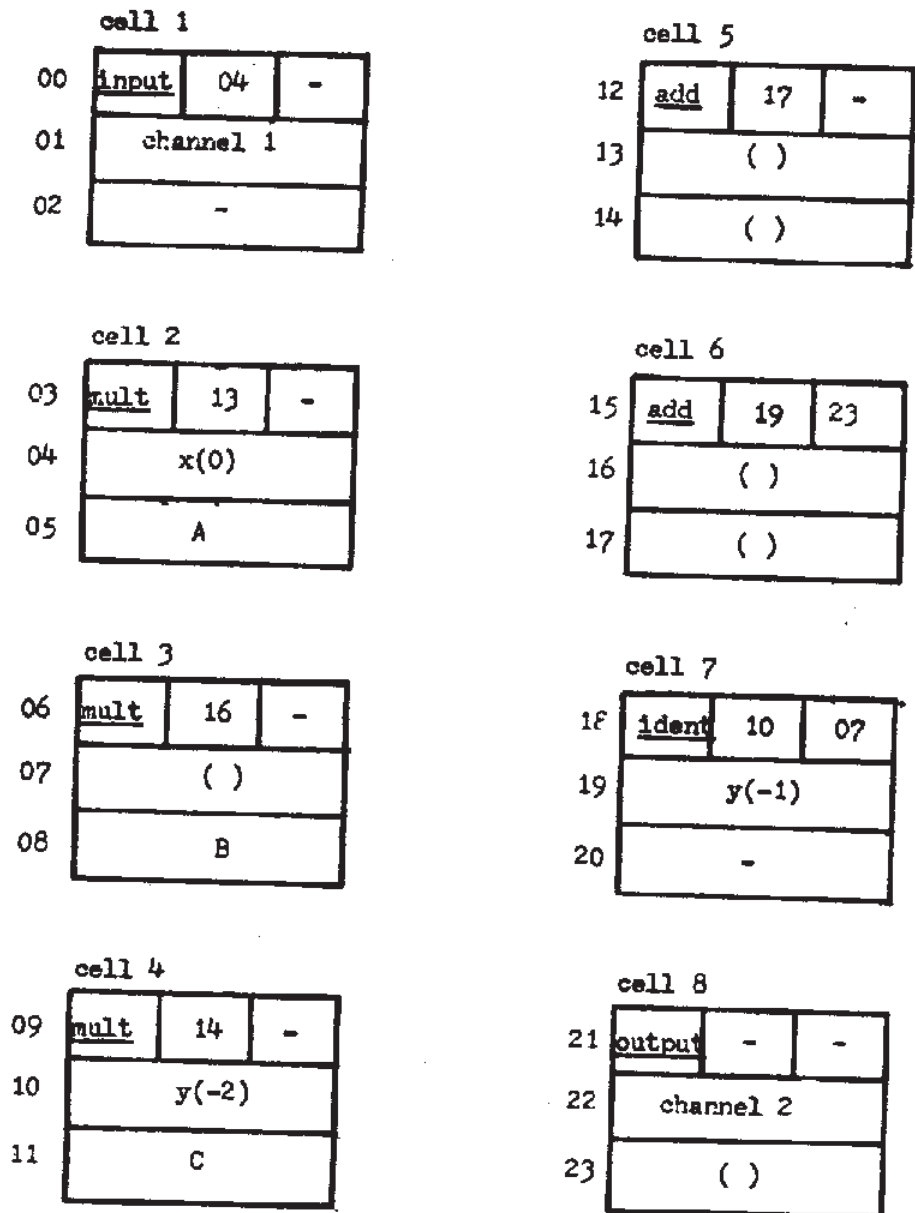 cell 1
00 input 04 -
01 channel 1
02 -
cell 2
03 mult 13 -
04 x(0)
05 A
cell 3
06 mult 16 -
07 ( )
08 B
cell 4
09 mult 14 -
10 y(-2)
11 C
cell 5
12 add 17 -
13 ( )
14 ( )
cell 6
15 add 19 23
16 ( )
17 ( )
cell 7
18 ident 10 07
19 y(-1)
20 -
cell 8
21 output - -
22 channel 2
23 ( )